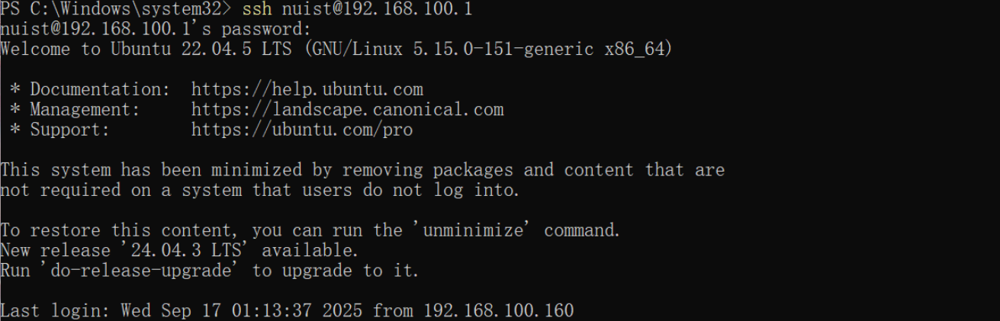 PS C:\Windows\system32> ssh nuist@192.168.100.1
nuist@192.168.100.1's password:
Welcome to Ubuntu 22.04.5 LTS (GNU/Linux 5.15.0-151-generic x86_64)

 * Documentation:  https://help.ubuntu.com
 * Management:     https://landscape.canonical.com
 * Support:        https://ubuntu.com/pro

This system has been minimized by removing packages and content that are
not required on a system that users do not log into.

To restore this content, you can run the 'unminimize' command.
New release '24.04.3 LTS' available.
Run 'do-release-upgrade' to upgrade to it.

Last login: Wed Sep 17 01:13:37 2025 from 192.168.100.160